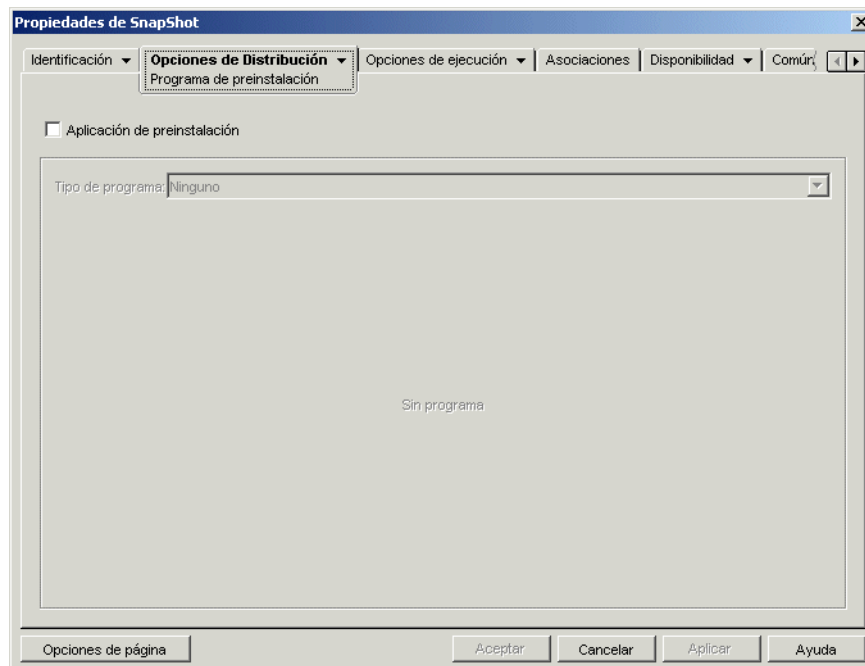 Propiedades de SnapShot
Identificación Opciones de Distribución Opciones de ejecución Asociaciones Disponibilidad Común
Programa de preinstalación
Aplicación de preinstalación
Tipo de programa: Ninguno
Sin programa
Opciones de página Aceptar Cancelar Aplicar Ayuda